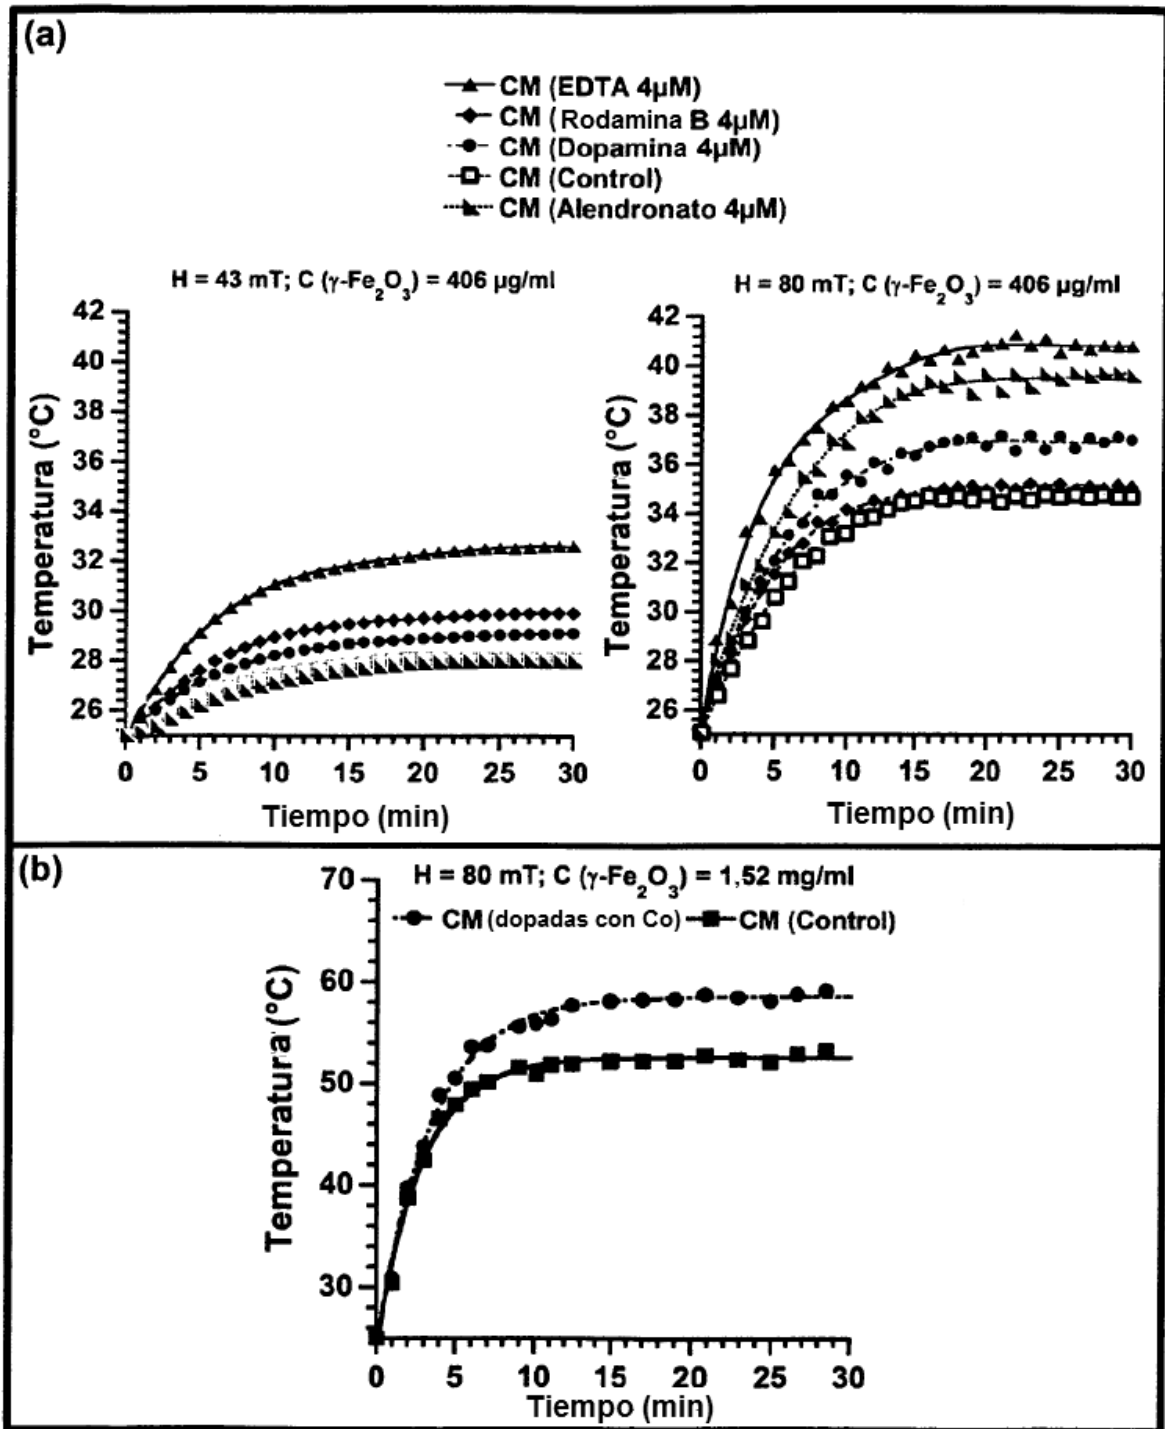 (a)
CM (EDTA 4µM)
CM (Rodamina B 4µM)
CM (Dopamina 4µM)
CM (Control)
CM (Alendronato 4µM)
H = 43 mT; C (γ-Fe₂O₃) = 406 µg/ml
42
40
38
36
34
32
30
28
26
Temperatura (°C)
0 5 10 15 20 25 30
Tiempo (min)
H = 80 mT; C (γ-Fe₂O₃) = 406 µg/ml
42
40
38
36
34
32
30
28
26
Temperatura (°C)
0 5 10 15 20 25 30
Tiempo (min)
(b)
H = 80 mT; C (γ-Fe₂O₃) = 1,52 mg/ml
CM (dopadas con Co) CM (Control)
70
60
50
40
30
Temperatura (°C)
0 5 10 15 20 25 30
Tiempo (min)